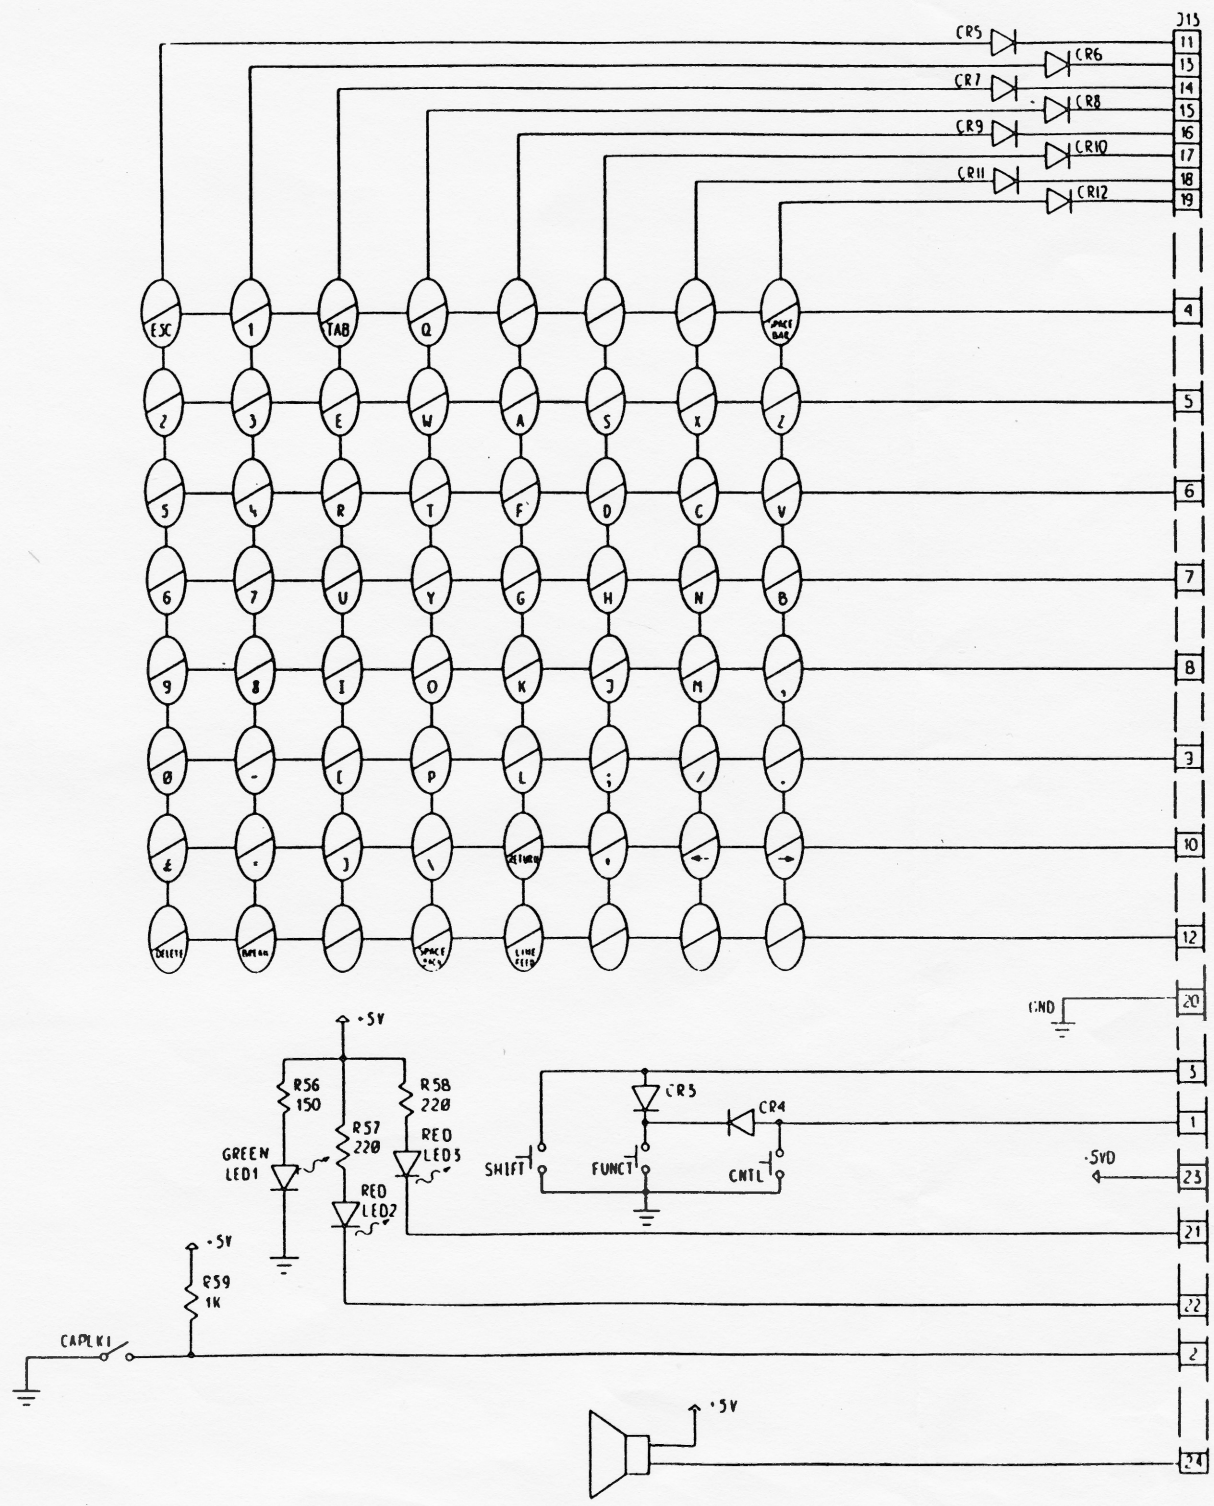 J15
CR5 11
CR6 13
CR7 14
CR8 15
CR9 16
CR10 17
CR11 18
CR12 19
ESC 1 TAB Q SPACE BAR 4
2 3 E W A S X Z 5
5 4 R T F D C V 6
6 7 U Y G H N B 7
9 8 I O K J M , 8
0 - [ P L ; / .
£ = ] \ RETURN ← → 10
DELETE BREAK SPACE LINE FEED 12
GND 20
+5V
R56 150
R58 220
CR3
CR4 1
R57 220
GREEN LED1
RED LED3
SHIFT FUNCT CNTL
+5VD 23
RED LED2
21
+5V
R59 1K
22
CAPLK1 2
+5V
24